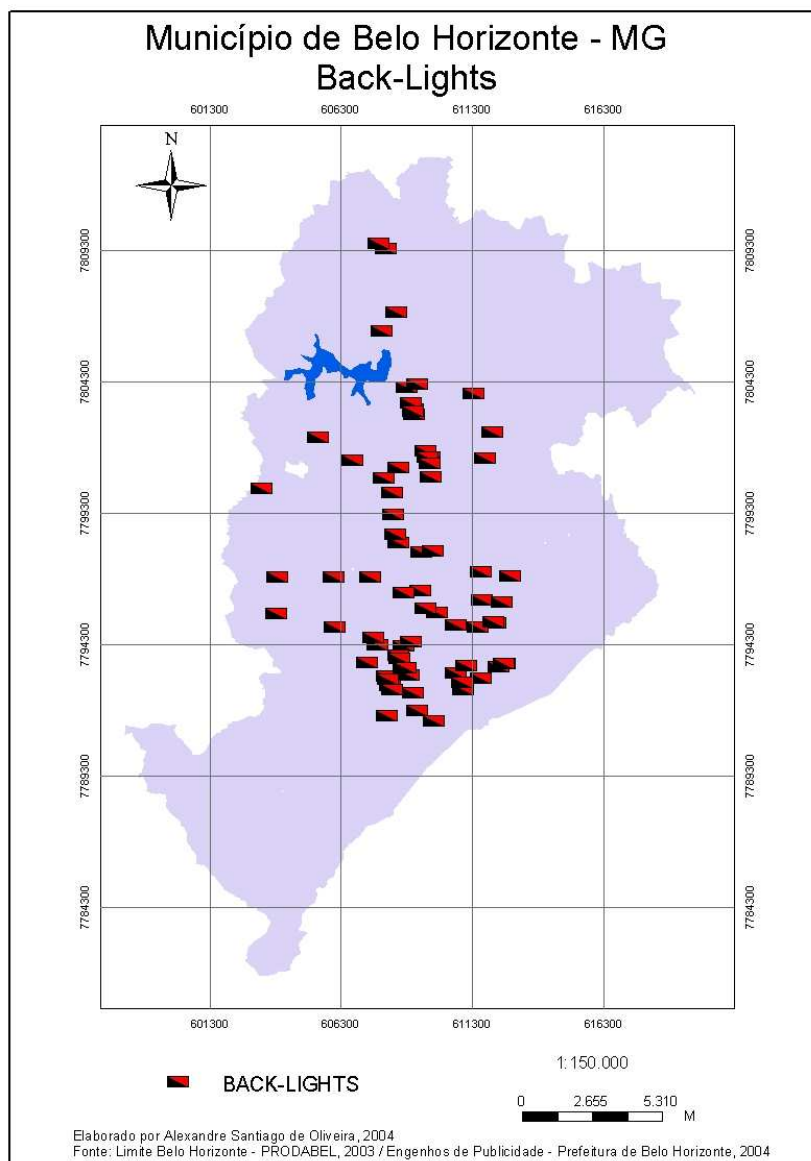 Município de Belo Horizonte - MG
Back-Lights
601300 606300 611300 616300
N
7809300 7809300
7804300 7804300
7799300 7799300
7794300 7794300
7789300 7789300
7784300 7784300
601300 606300 611300 616300
1:150.000
BACK-LIGHTS
0 2.655 5.310
M
Elaborado por Alexandre Santiago de Oliveira, 2004
Fonte: Limite Belo Horizonte - PRODABEL, 2003 / Engenhos de Publicidade - Prefeitura de Belo Horizonte, 2004